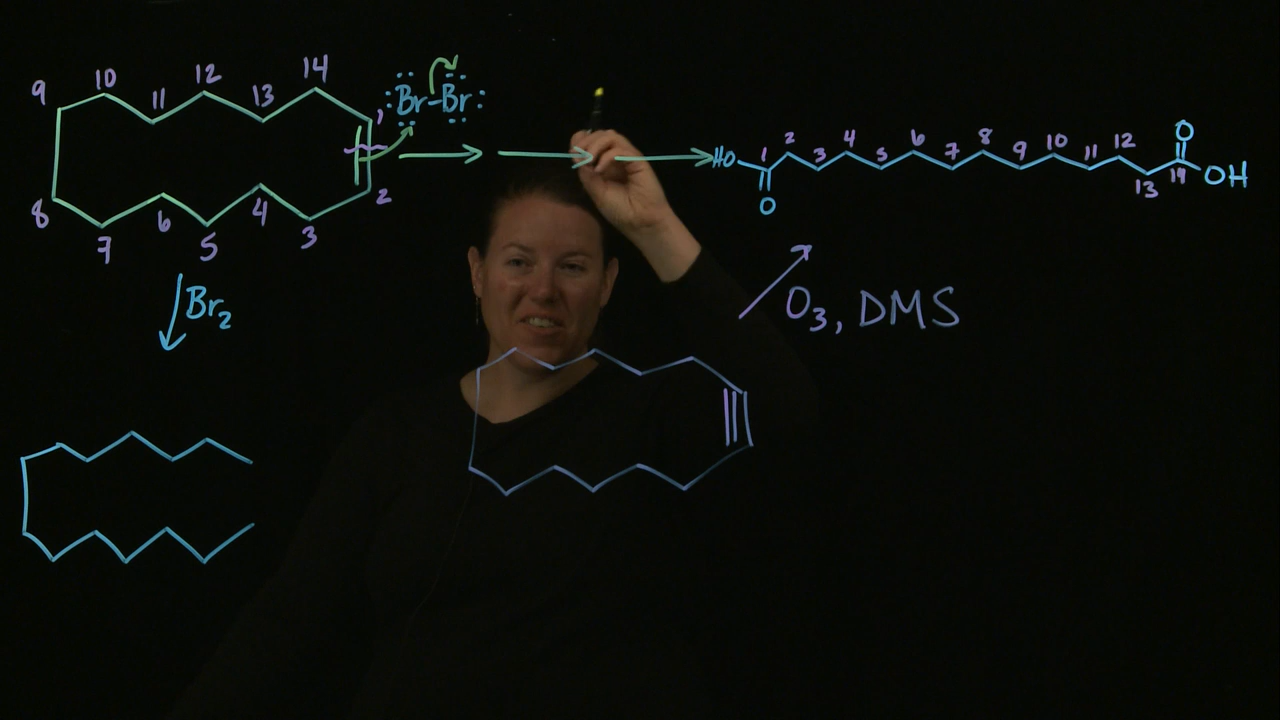 9 10 11 12 13 14 1
:Br-Br:
8 7 6 5 4 3 2
Br2
HO 1 2 3 4 5 6 7 8 9 10 11 12 13 14 OH
O
O
O3, DMS